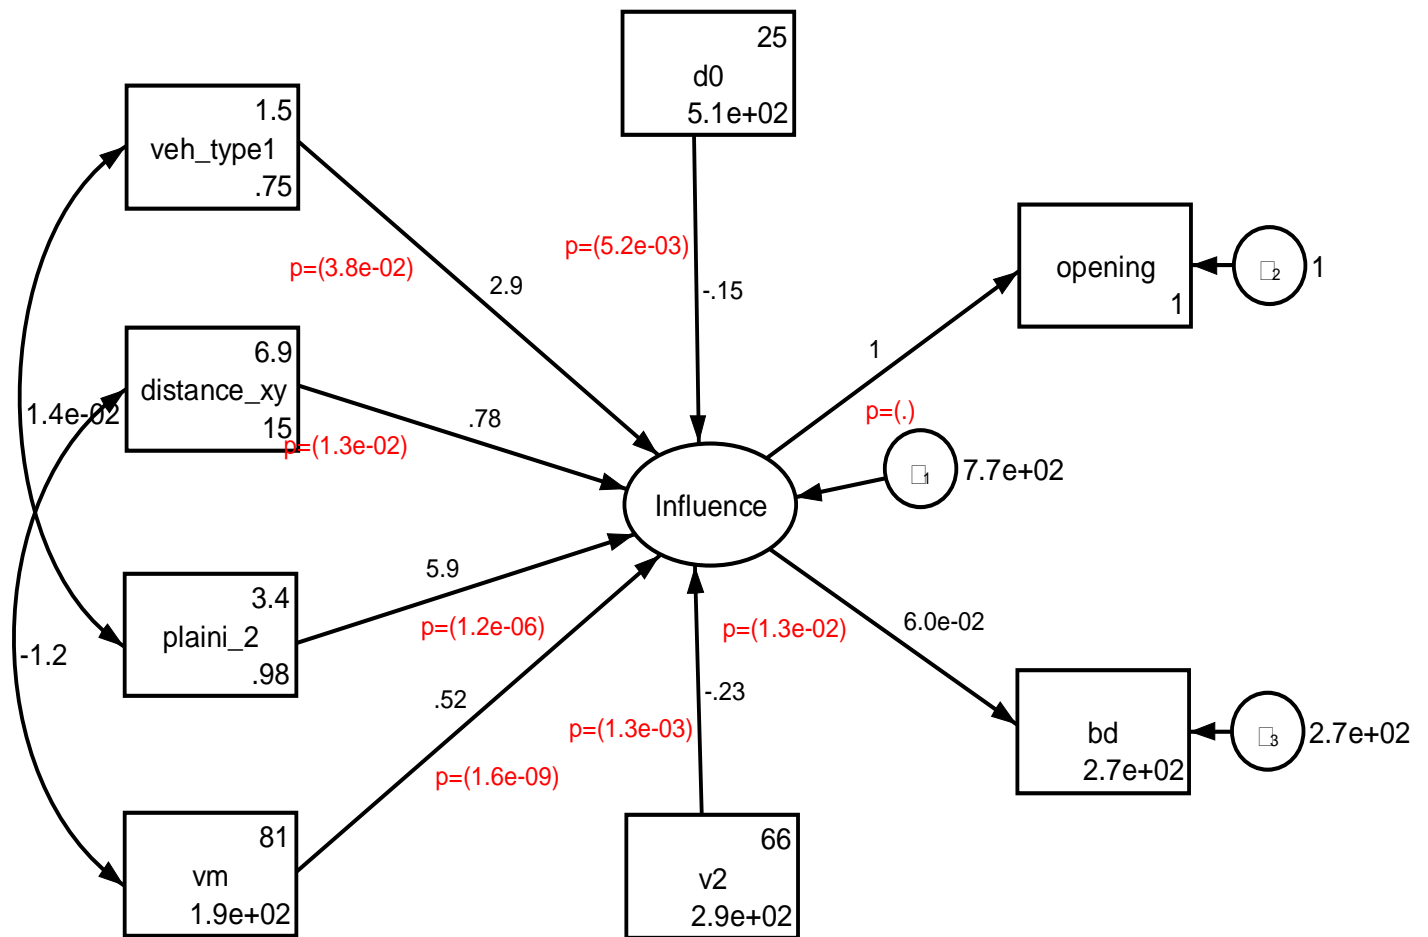 25
d0
5.1e+02
1.5
veh_type1
.75
p=(5.2e-03)
-.15
p=(3.8e-02)
2.9
opening
1
2
1
6.9
distance_xy
15
1.4e-02
p=(1.3e-02)
.78
1
p=(.)
1
7.7e+02
Influence
3.4
plaini_2
.98
-1.2
5.9
p=(1.2e-06)
.52
p=(1.6e-09)
p=(1.3e-02)
6.0e-02
-.23
p=(1.3e-03)
bd
2.7e+02
3
2.7e+02
81
vm
1.9e+02
66
v2
2.9e+02